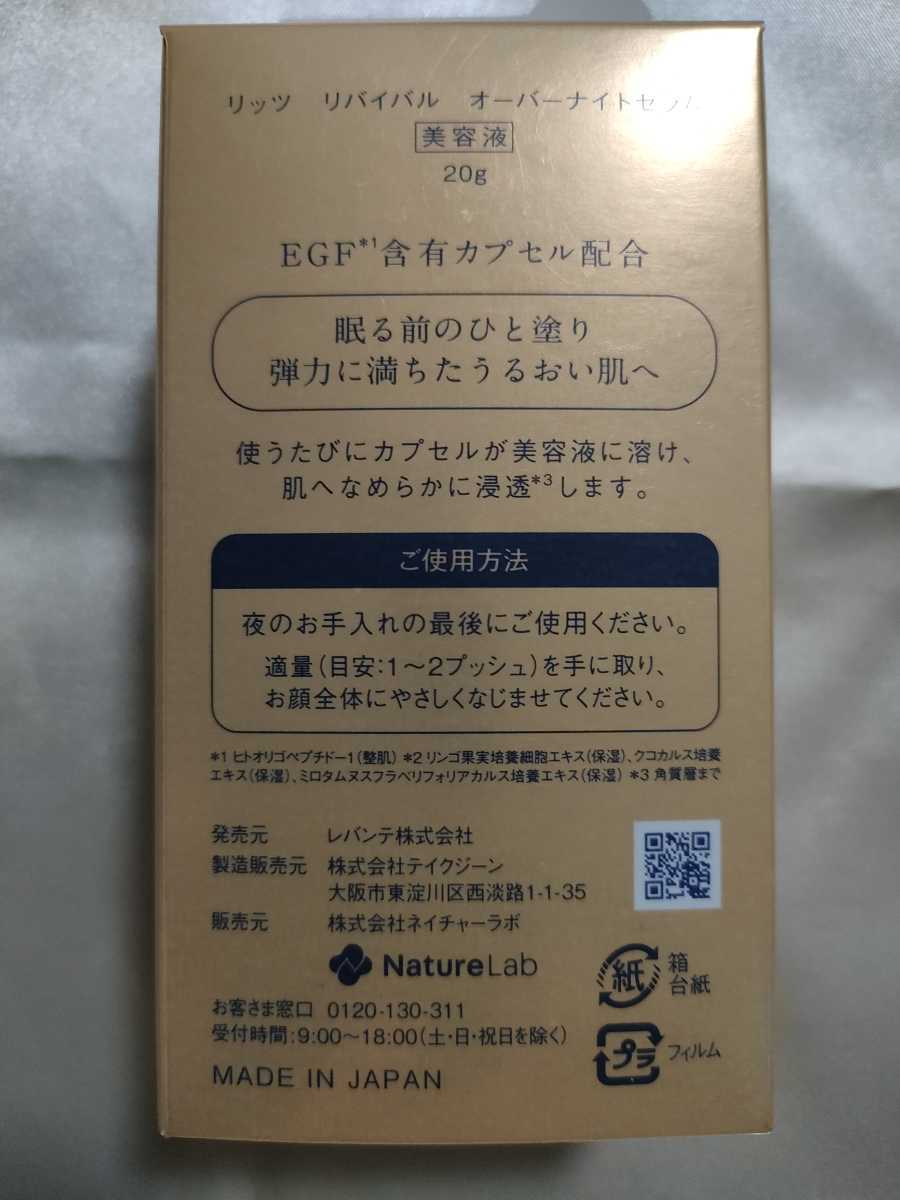 リッツ リバイバル オーバーナイトセラム
美容液
20g
EGF*1含有カプセル配合
眠る前のひと塗り
弾力に満ちたうるおい肌へ
使うたびにカプセルが美容液に溶け、
肌へなめらかに浸透*3します。
ご使用方法
夜のお手入れの最後にご使用ください。
適量(目安:1〜2プッシュ)を手に取り、
お顔全体にやさしくなじませてください。
*1 ヒトオリゴペプチド-1(整肌) *2 リンゴ果実培養細胞エキス(保湿)、クコカルス培養
エキス(保湿)、ミロタムヌスフラベリフォリアカルス培養エキス(保湿) *3 角質層まで
発売元 レバンテ株式会社
製造販売元 株式会社テイクジーン
大阪市東淀川区西淡路1-1-35
販売元 株式会社ネイチャーラボ
NatureLab
お客さま窓口 0120-130-311
受付時間:9:00〜18:00(土・日・祝日を除く)
MADE IN JAPAN
紙 箱
台紙
プラ フィルム